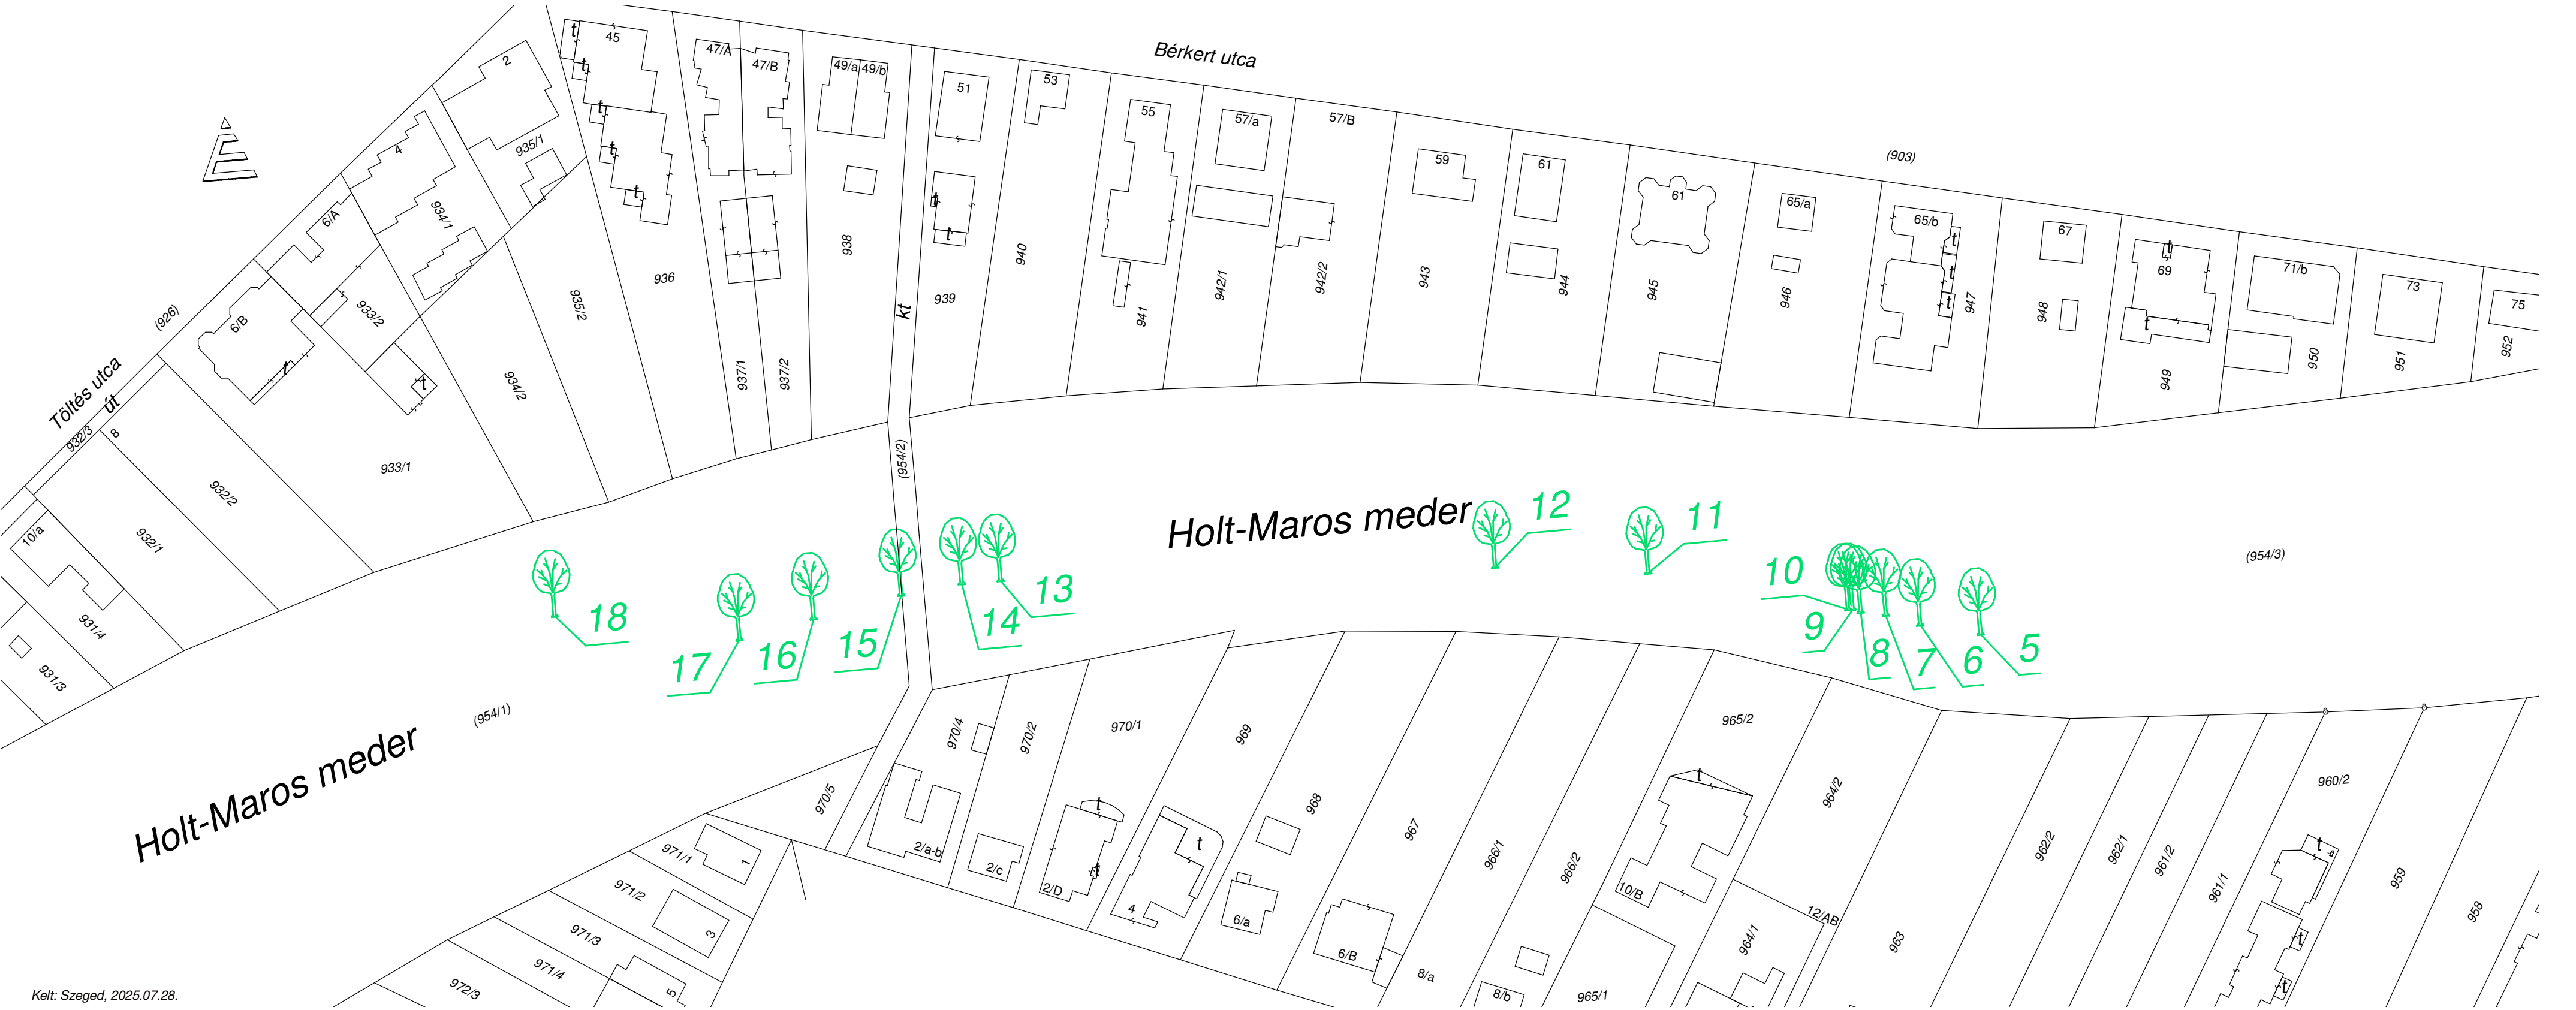 Bérkert utca
(903)
45
47/A
47/B
49/a
49/b
51
53
55
57/a
57/B
59
61
61
65/a
65/b
67
69
71/b
73
75
2
4
6/A
6/B
8
10/a
t
t
t
t
t
t
t
t
t
t
t
t
t
t
935/1
934/1
933/2
935/2
934/2
936
937/1
937/2
938
kt
939
940
941
942/1
942/2
943
944
945
946
947
948
949
950
951
952
(926)
Töltés utca
út
932/3
933/1
932/2
932/1
931/4
931/3
(954/2)
Holt-Maros meder
(954/3)
12
11
10
9
8
7
6
5
18
17
16
15
14
13
(954/1)
Holt-Maros meder
970/5
970/4
970/2
970/1
969
968
967
966/1
966/2
965/2
964/2
962/2
962/1
961/2
961/1
960/2
959
958
963
964/1
965/1
971/1
971/2
971/3
971/4
972/3
1
3
5
2/a-b
2/c
2/D
4
6/a
6/B
8/a
8/b
10/B
12/AB
t
t
t
t
t
a
t
t
Kelt: Szeged, 2025.07.28.